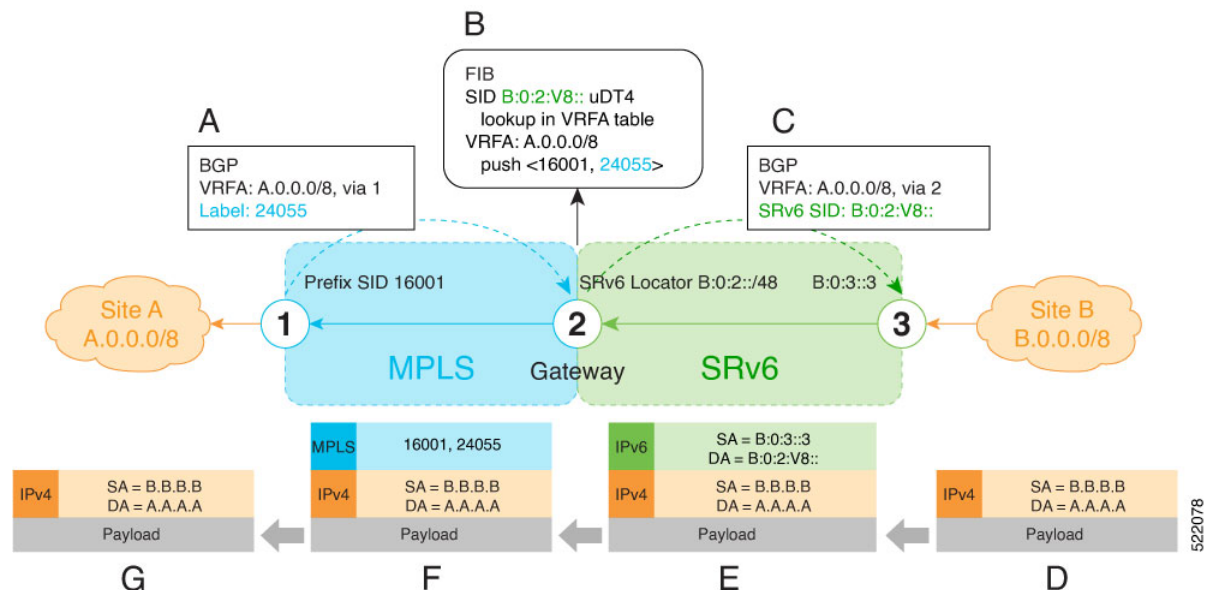 B
FIB
SID B:0:2:V8:: uDT4
lookup in VRFA table
VRFA: A.0.0.0/8
push <16001, 24055>
A
BGP
VRFA: A.0.0.0/8, via 1
Label: 24055
C
BGP
VRFA: A.0.0.0/8, via 2
SRv6 SID: B:0:2:V8::
Prefix SID 16001
SRv6 Locator B:0:2::/48
B:0:3::3
Site A
A.0.0.0/8
1
2
3
Site B
B.0.0.0/8
MPLS
Gateway
SRv6
IPv4
SA = B.B.B.B
DA = A.A.A.A
Payload
G
MPLS
16001, 24055
IPv4
SA = B.B.B.B
DA = A.A.A.A
Payload
F
IPv6
SA = B:0:3::3
DA = B:0:2:V8::
IPv4
SA = B.B.B.B
DA = A.A.A.A
Payload
E
IPv4
SA = B.B.B.B
DA = A.A.A.A
Payload
D
522078